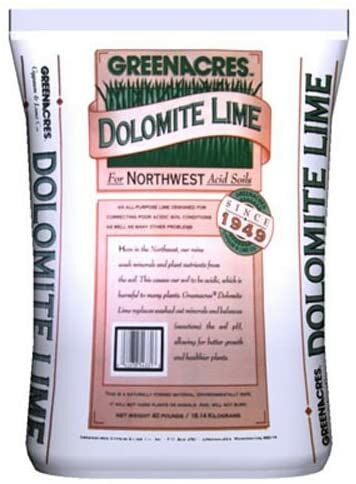 GREENACRES
DOLOMITE LIME
For NORTHWEST Acid Soils
SINCE
1949
AN ALL-PURPOSE LIME DESIGNED FOR
CORRECTING POOR ACIDIC SOIL CONDITIONS
AS WELL AS MANY OTHER PROBLEMS
Here in the Northwest, our rains
wash minerals and plant nutrients from
the soil. This causes our soil to be acidic, which is
harmful to many plants. Greenacres® Dolomite
Lime replaces washed out minerals and balances
(sweetens) the soil pH,
allowing for better growth
and healthier plants.
THIS IS A NATURALLY FORMED MATERIAL, ENVIRONMENTALLY SAFE.
IT WILL NOT HARM PLANTS OR ANIMALS, AND, WILL NOT BURN.
NET WEIGHT 40 POUNDS / 18.14 KILOGRAMS
GREENACRES
Gypsum & Lime Co.
DOLOMITE LIME
GREENACRES
DOLOMITE LIME